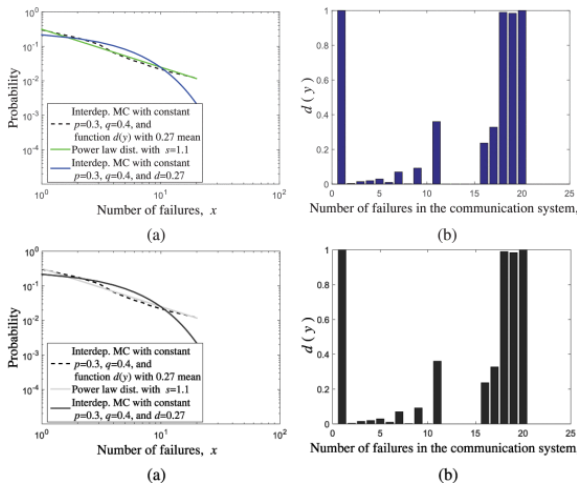 10^0
10^-1
10^-2
10^-3
10^-4
10^-5
Probability
Interdep. MC with constant
p=0.3, q=0.4, and
function d(y) with 0.27 mean
Power law dist. with s=1.1
Interdep. MC with constant
p=0.3, q=0.4, and d=0.27
10^0 10^1 10^2
Number of failures, x
(a)
1
0.8
0.6
0.4
0.2
0
d(y)
0 5 10 15 20 25
Number of failures in the communication system,
(b)
10^0
10^-1
10^-2
10^-3
10^-4
10^-5
Probability
Interdep. MC with constant
p=0.3, q=0.4, and
function d(y) with 0.27 mean
Power law dist. with s=1.1
Interdep. MC with constant
p=0.3, q=0.4, and d=0.27
10^0 10^1 10^2
Number of failures, x
(a)
1
0.8
0.6
0.4
0.2
0
d(y)
0 5 10 15 20 25
Number of failures in the communication system
(b)